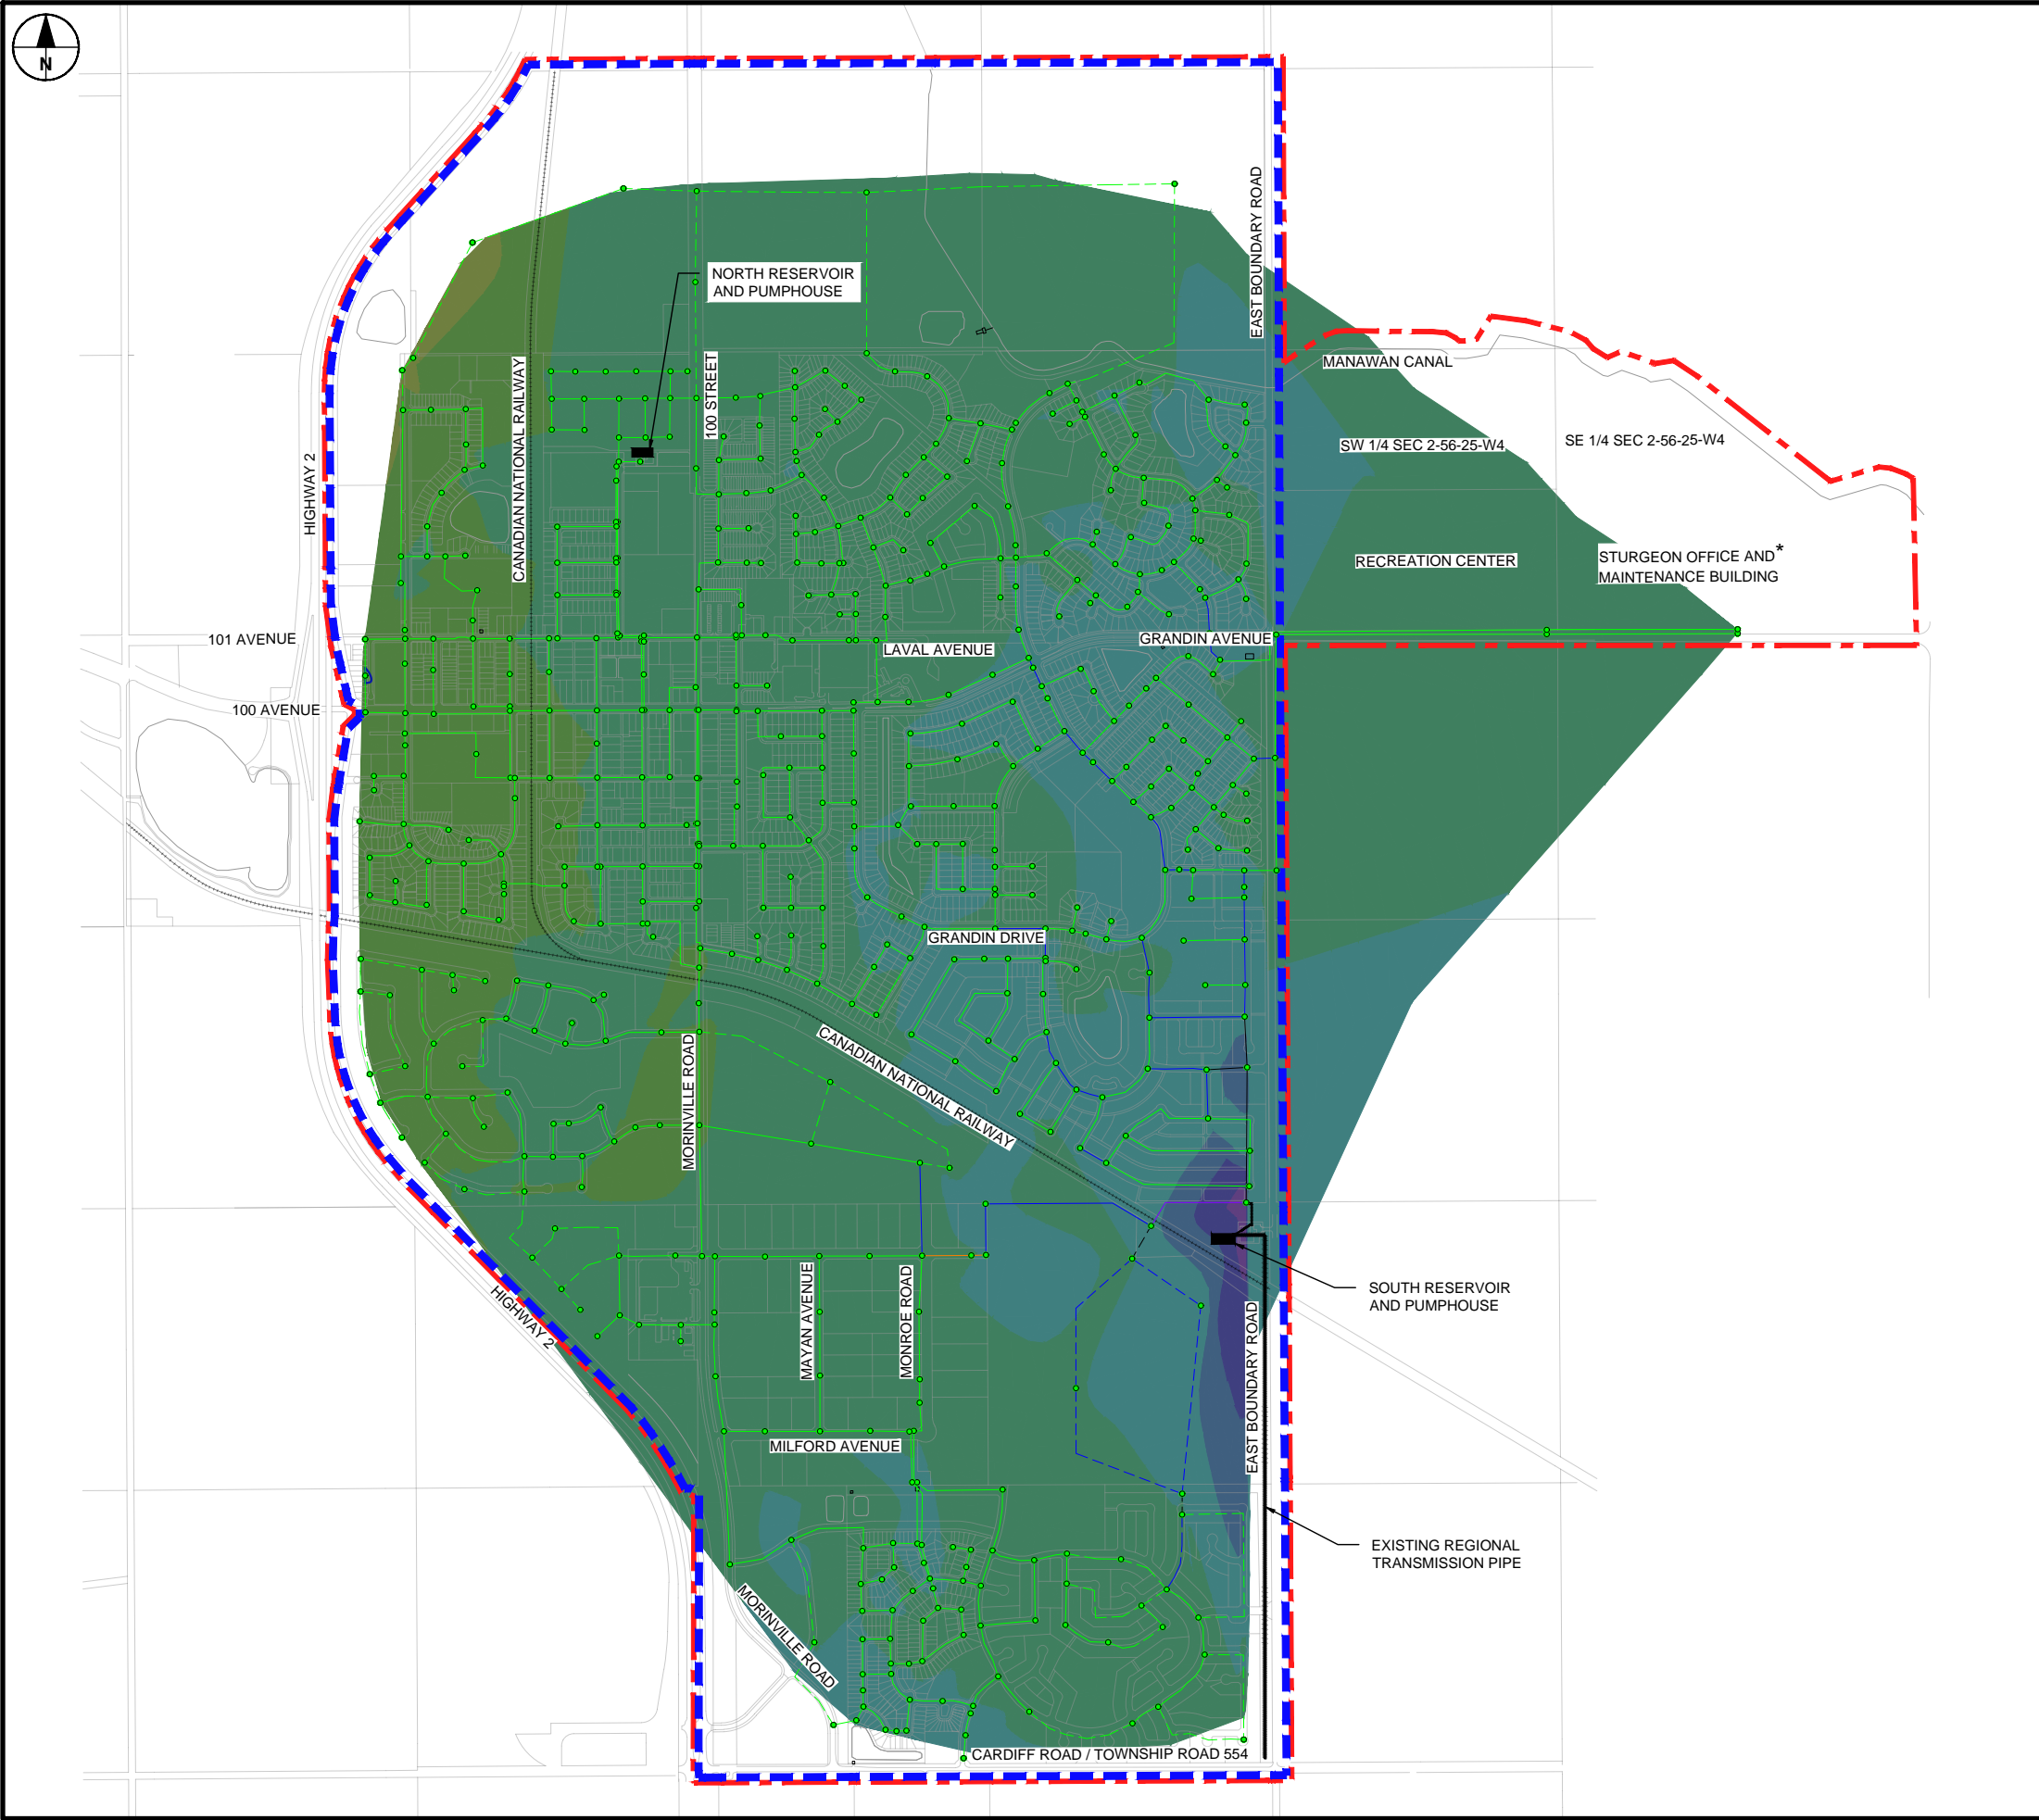 N
NORTH RESERVOIR
AND PUMPHOUSE
EAST BOUNDARY ROAD
MANAWAN CANAL
100 STREET
CANADIAN NATIONAL RAILWAY
HIGHWAY 2
SW 1/4 SEC 2-56-25-W4
SE 1/4 SEC 2-56-25-W4
RECREATION CENTER
STURGEON OFFICE AND*
MAINTENANCE BUILDING
101 AVENUE
GRANDIN AVENUE
LAVAL AVENUE
100 AVENUE
GRANDIN DRIVE
CANADIAN NATIONAL RAILWAY
MORINVILLE ROAD
SOUTH RESERVOIR
AND PUMPHOUSE
HIGHWAY 2
MAYAN AVENUE
MONROE ROAD
EAST BOUNDARY ROAD
MILFORD AVENUE
EXISTING REGIONAL
TRANSMISSION PIPE
MORINVILLE ROAD
CARDIFF ROAD / TOWNSHIP ROAD 554